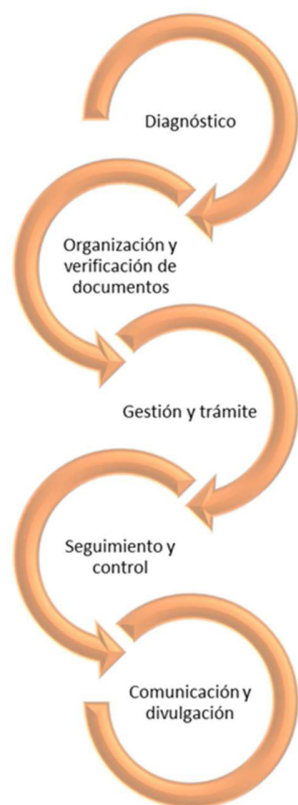 Diagnóstico
Organización y
verificación de
documentos
Gestión y trámite
Seguimiento y
control
Comunicación y
divulgación